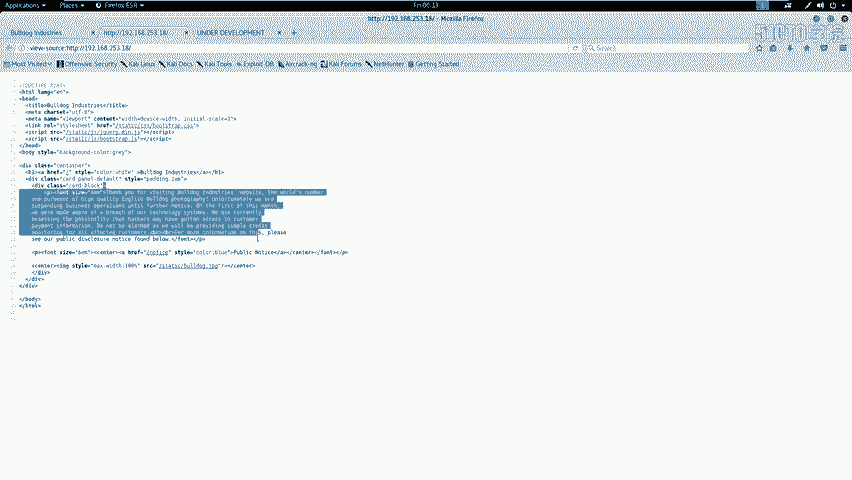 Applications Places Firefox ESR Fri 06:13
http://192.168.253.18/ - Mozilla Firefox
Bulldog Industries × http://192.168.253.18/ × UNDER DEVELOPMENT × +
view-source:http://192.168.253.18/ Search
Most Visited Offensive Security Kali Linux Kali Docs Kali Tools Exploit-DB Aircrack-ng Kali Forums NetHunter Getting Started
<!DOCTYPE html>
<html lang="en">
<head>
<title>Bulldog Industries</title>
<meta charset="utf-8">
<meta name="viewport" content="width=device-width, initial-scale=1">
<link rel="stylesheet" href="/static/css/bootstrap.css">
<script src="/static/js/jquery.min.js"></script>
<script src="/static/js/bootstrap.js"></script>
</head>
<body style="background-color:grey">
<div class="container">
<h1><a href="/" style="color:white" >Bulldog Industries</a></h1>
<div class="card-panel-default" style="padding:2em">
<div class="card-block">
<p><font size="4em">Thank you for visiting Bulldog Industries' website, the world's number
one purveyor of high quality English Bulldog photography! Unfortunately we are
suspending business operations until further notice. On the first of this month,
we were made aware of a breach of our technology systems. We are currently
assessing the possibility that hackers may have gotten access to customer
payment information. Do not be alarmed as we will be providing simple credit
monitoring for all affected customers.<br><br>For more information on this, please
see our public disclosure notice found below.</font></p>
<p><font size="6em"><center><a href="/notice" style="color:blue">Public Notice</a></center></font></p>
<center><img style="max-width:100%" src="/static/bulldog.jpg"/></center>
</div>
</div>
</div>
</body>
</html>